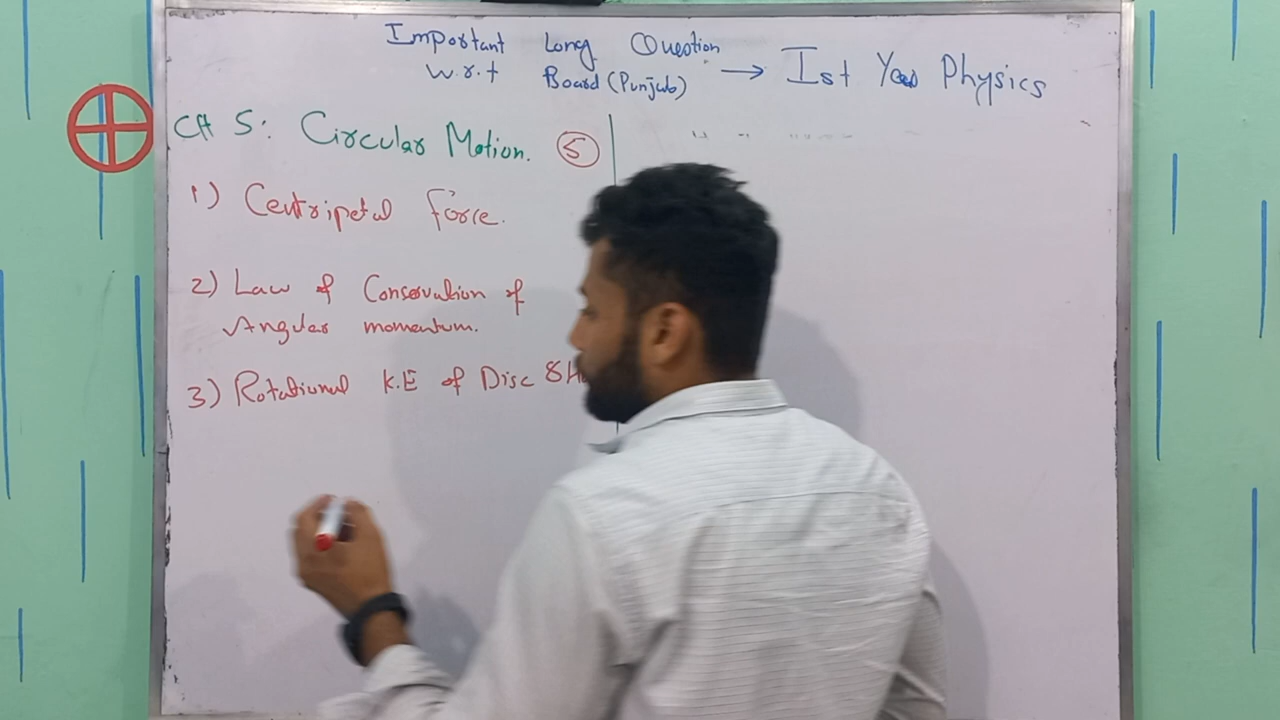 Important Long Question
w.r.t Board (Punjab) → Ist Year Physics
CH 5: Circular Motion. 5
1) Centripetal Force.
2) Law of Conservation of
Angular momentum.
3) Rotational K.E of Disc &